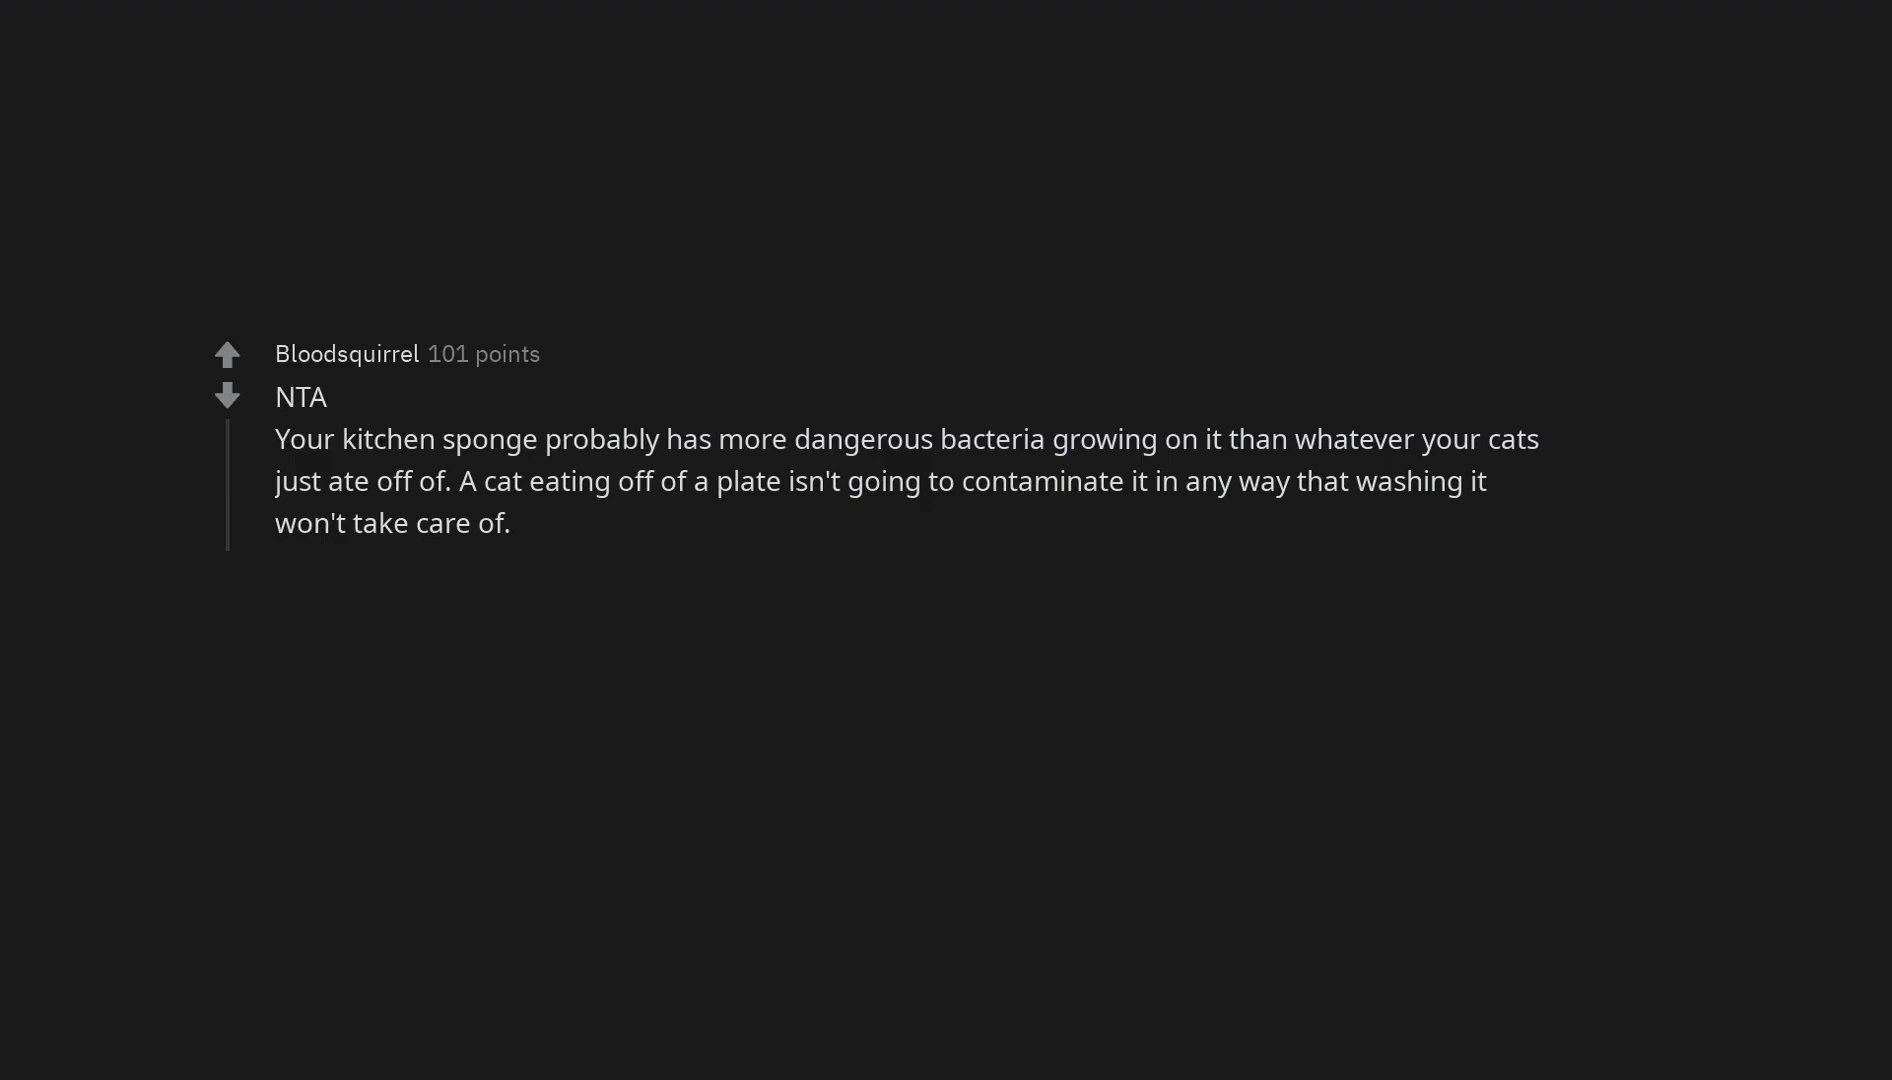 Bloodsquirrel 101 points
NTA
Your kitchen sponge probably has more dangerous bacteria growing on it than whatever your cats
just ate off of. A cat eating off of a plate isn't going to contaminate it in any way that washing it
won't take care of.